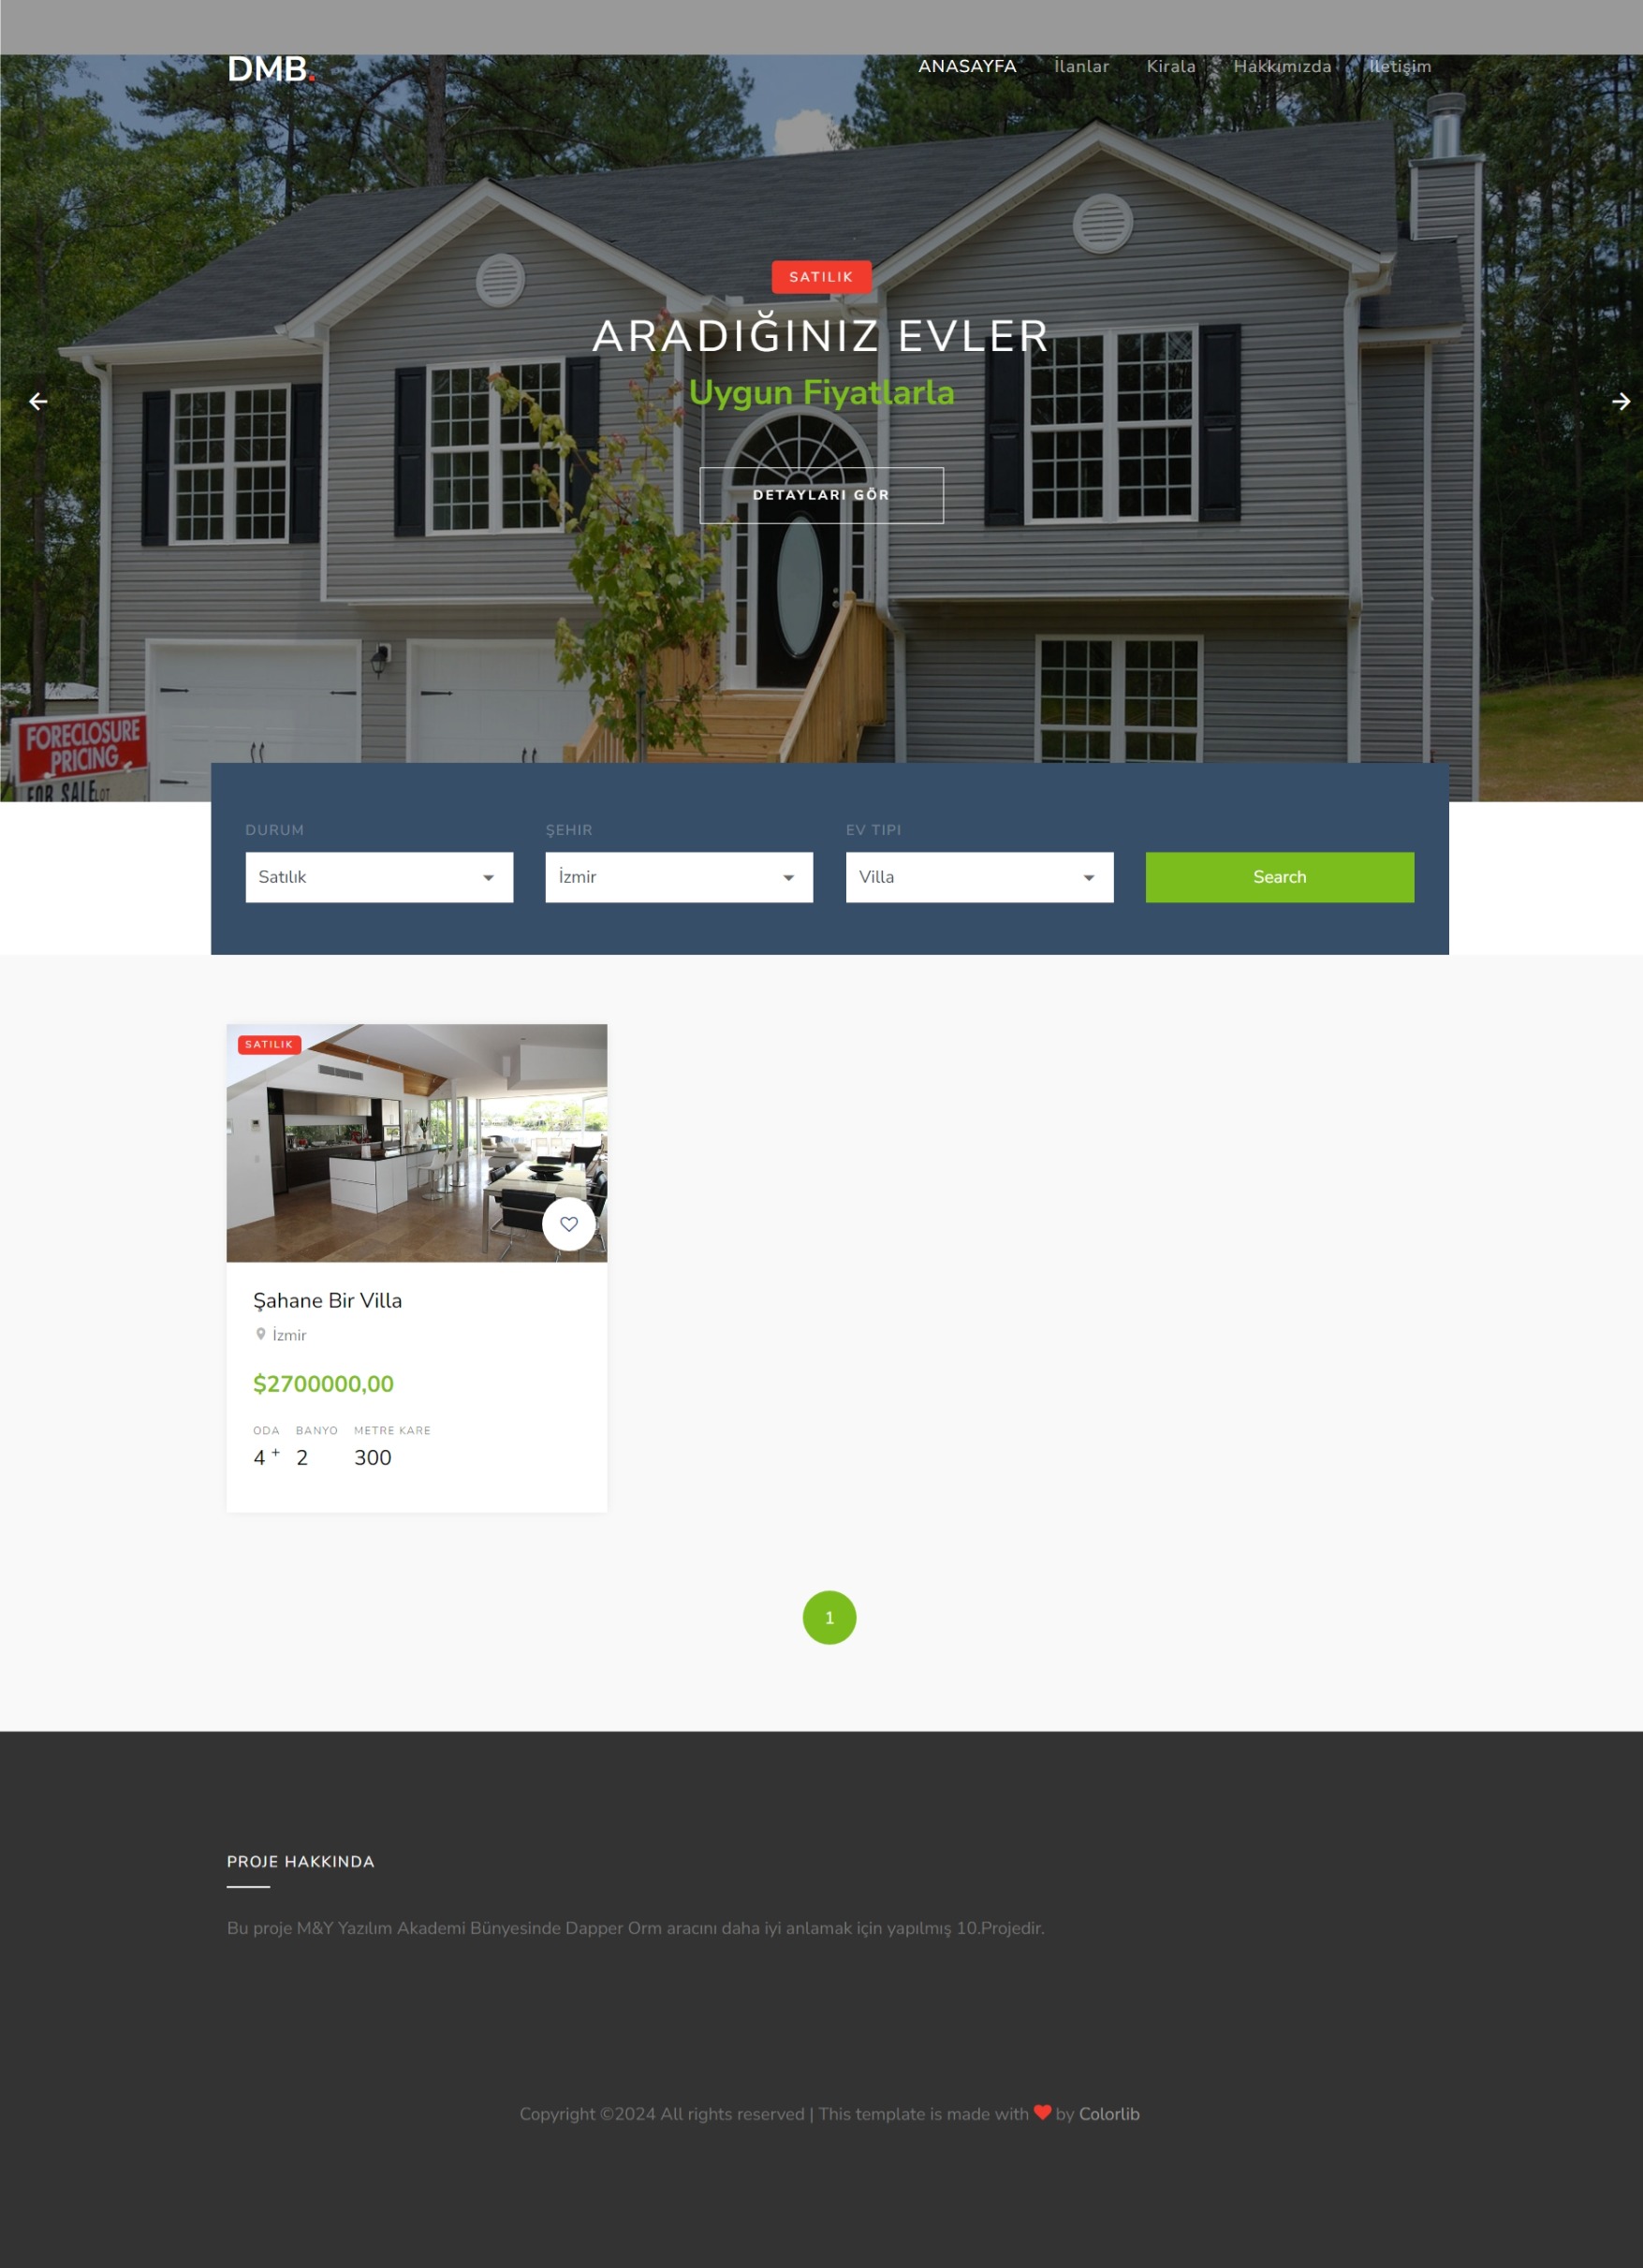 DMB.
ANASAYFA İlanlar Kirala Hakkımızda İletişim
SATILIK
ARADIĞINIZ EVLER
Uygun Fiyatlarla
DETAYLARI GÖR
FORECLOSURE
PRICING
FOR SALE LOT
DURUM ŞEHIR EV TIPI
Satılık İzmir Villa Search
SATILIK
Şahane Bir Villa
İzmir
$2700000,00
ODA BANYO METRE KARE
4 + 2 300
1
PROJE HAKKINDA
Bu proje M&Y Yazılım Akademi Bünyesinde Dapper Orm aracını daha iyi anlamak için yapılmış 10.Projedir.
Copyright ©2024 All rights reserved | This template is made with ❤ by Colorlib